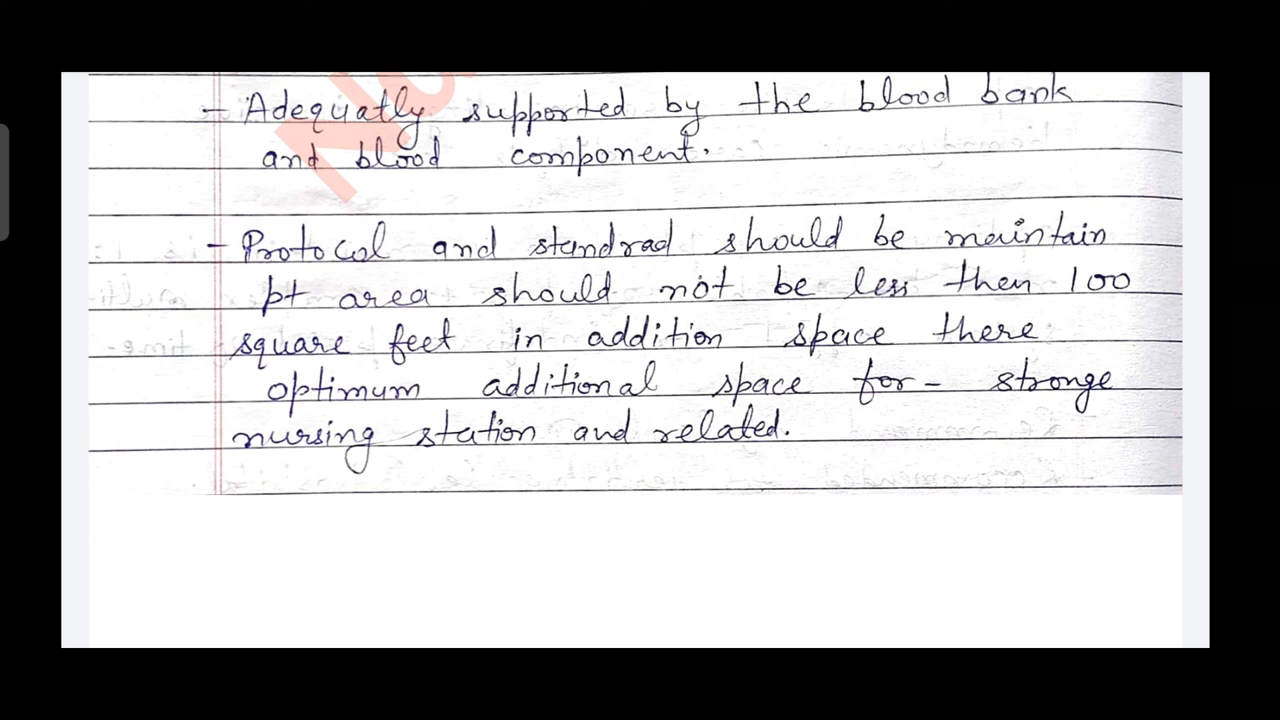 - Adequatly supported by the blood bank
and blood component.
- Protocol and standrad should be maintain
pt area should not be less then 100
square feet in addition space there
optimum additional space for - stronge
nursing station and related.